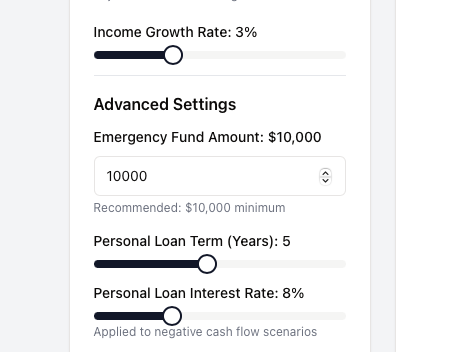 Income Growth Rate: 3%
Advanced Settings
Emergency Fund Amount: $10,000
10000
Recommended: $10,000 minimum
Personal Loan Term (Years): 5
Personal Loan Interest Rate: 8%
Applied to negative cash flow scenarios